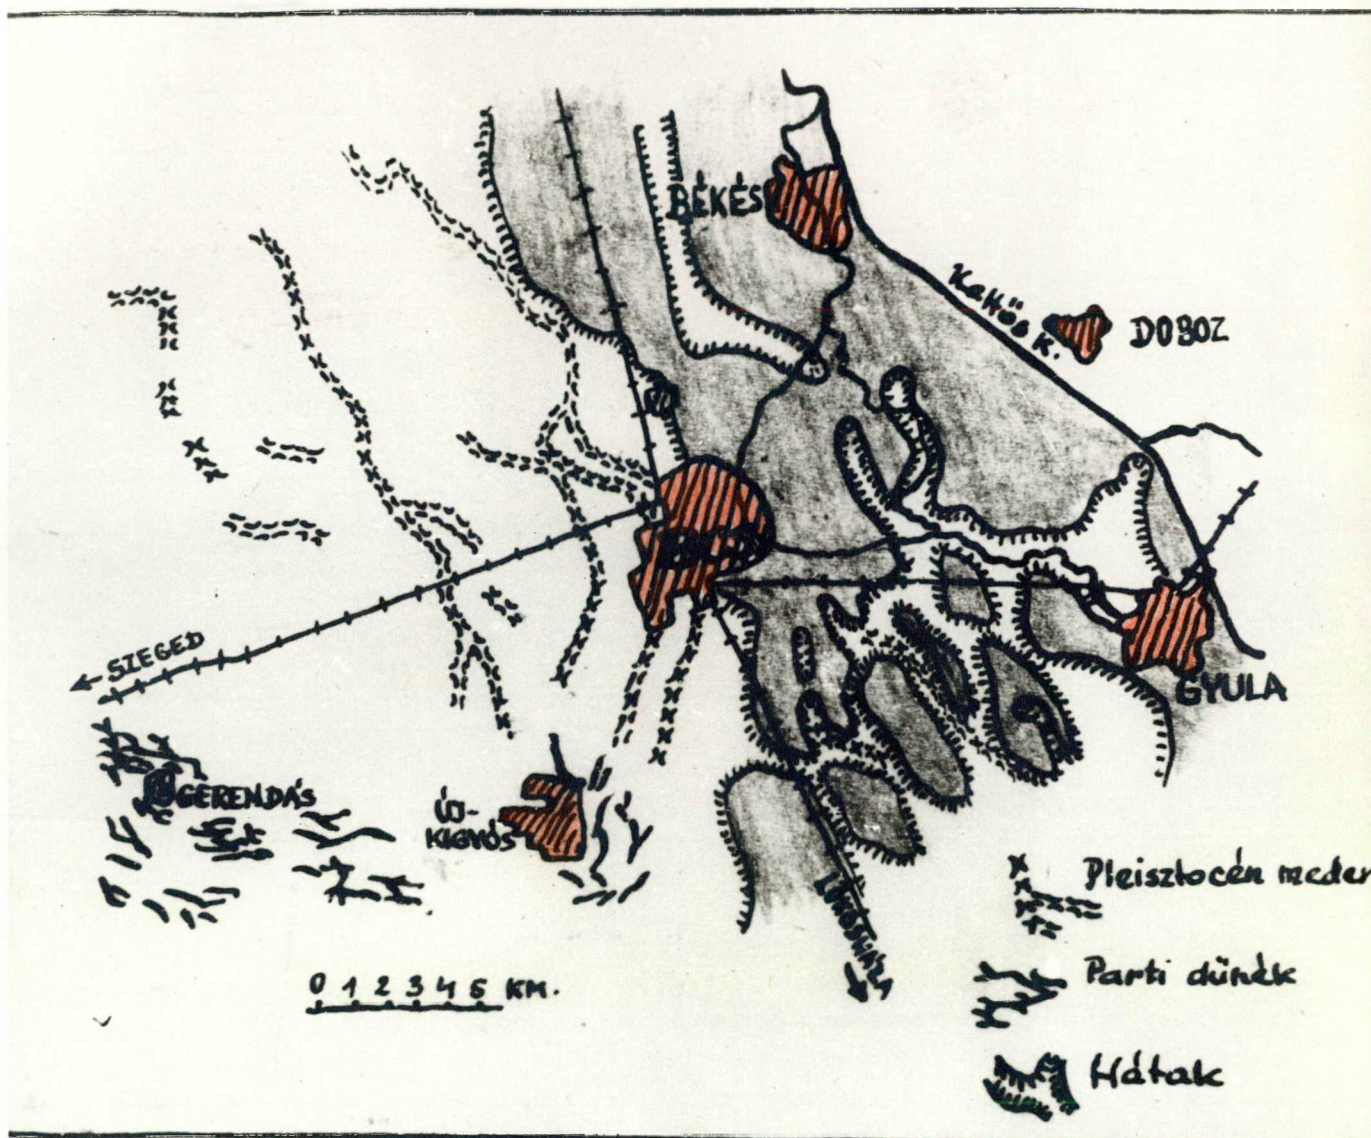 BÉKÉS
Kettős K.
DOBOZ
← SZEGED
GYULA
GERENDÁS
ÚJ-
KIGYÓS
LŐKÖSHÁZA
Pleisztocén meder
Parti dűnék
Hátak
0 1 2 3 4 5 KM.